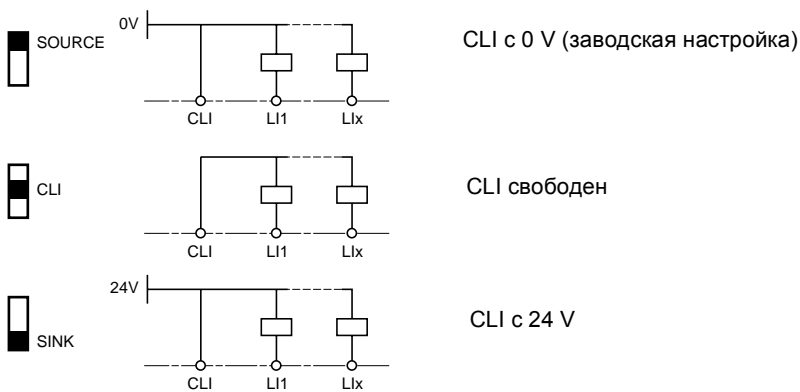 0V
SOURCE
CLI с 0 V (заводская настройка)
CLI LI1 LIx
CLI
CLI свободен
CLI LI1 LIx
24V
CLI с 24 V
SINK
CLI LI1 LIx